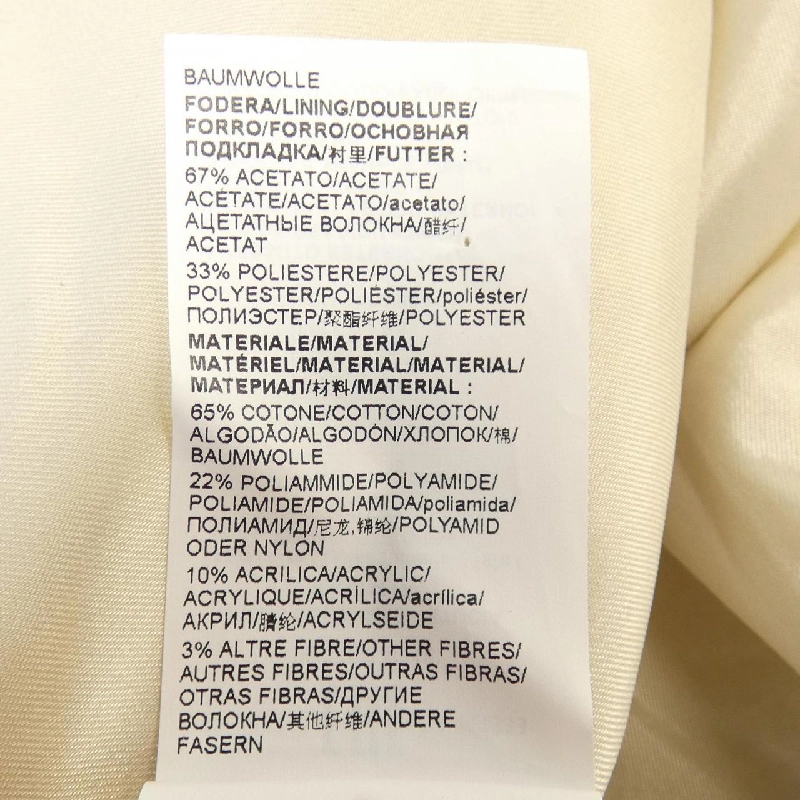 BAUMWOLLE
FODERA/LINING/DOUBLURE/
FORRO/FORRO/ОСНОВНАЯ
ПОДКЛАДКА/衬里/FUTTER :
67% ACETATO/ACETATE/
ACÉTATE/ACETATO/acetato/
АЦЕТАТНЫЕ ВОЛОКНА/醋纤/
ACETAT
33% POLIESTERE/POLYESTER/
POLYESTER/POLIÉSTER/poliéster/
ПОЛИЭСТЕР/聚酯纤维/POLYESTER
MATERIALE/MATERIAL/
MATÉRIEL/MATERIAL/MATERIAL/
МАТЕРИАЛ/材料/MATERIAL :
65% COTONE/COTTON/COTON/
ALGODÃO/ALGODÓN/ХЛОПОК/棉/
BAUMWOLLE
22% POLIAMMIDE/POLYAMIDE/
POLIAMIDE/POLIAMIDA/poliamida/
ПОЛИАМИД/尼龙,锦纶/POLYAMID
ODER NYLON
10% ACRILICA/ACRYLIC/
ACRYLIQUE/ACRÍLICA/acrílica/
АКРИЛ/腈纶/ACRYLSEIDE
3% ALTRE FIBRE/OTHER FIBRES/
AUTRES FIBRES/OUTRAS FIBRAS/
OTRAS FIBRAS/ДРУГИЕ
ВОЛОКНА/其他纤维/ANDERE
FASERN